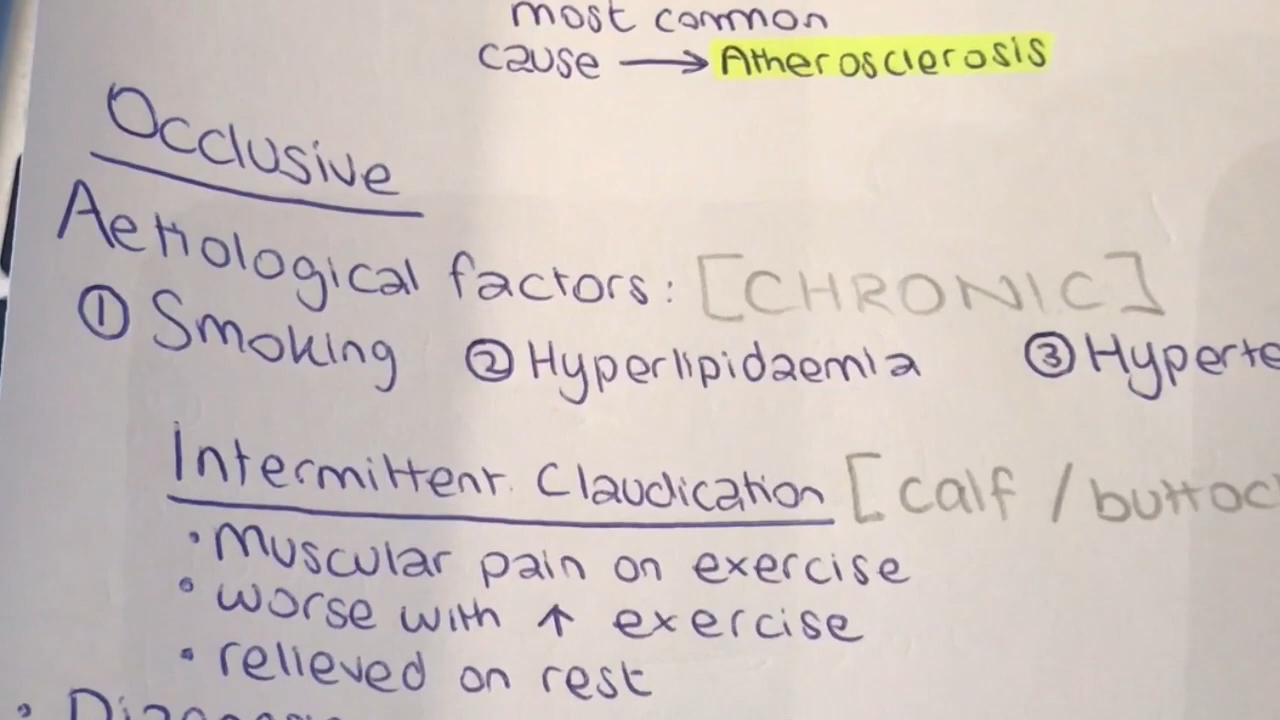 most common
cause → Atherosclerosis
Occlusive
Aetiological factors: [CHRONIC]
① Smoking ② Hyperlipidaemia ③ Hyperte
Intermittent Claudication [calf / buttoc
• Muscular pain on exercise
• worse with ↑ exercise
• relieved on rest